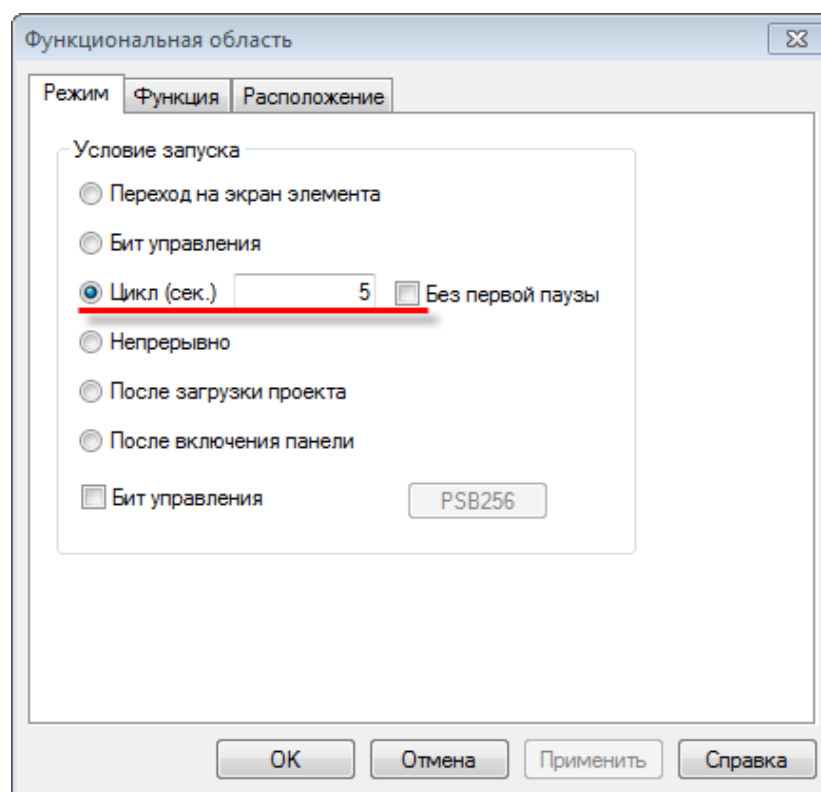 Функциональная область
Режим Функция Расположение
Условие запуска
Переход на экран элемента
Бит управления
Цикл (сек.) 5 Без первой паузы
Непрерывно
После загрузки проекта
После включения панели
Бит управления PSB256
OK Отмена Применить Справка